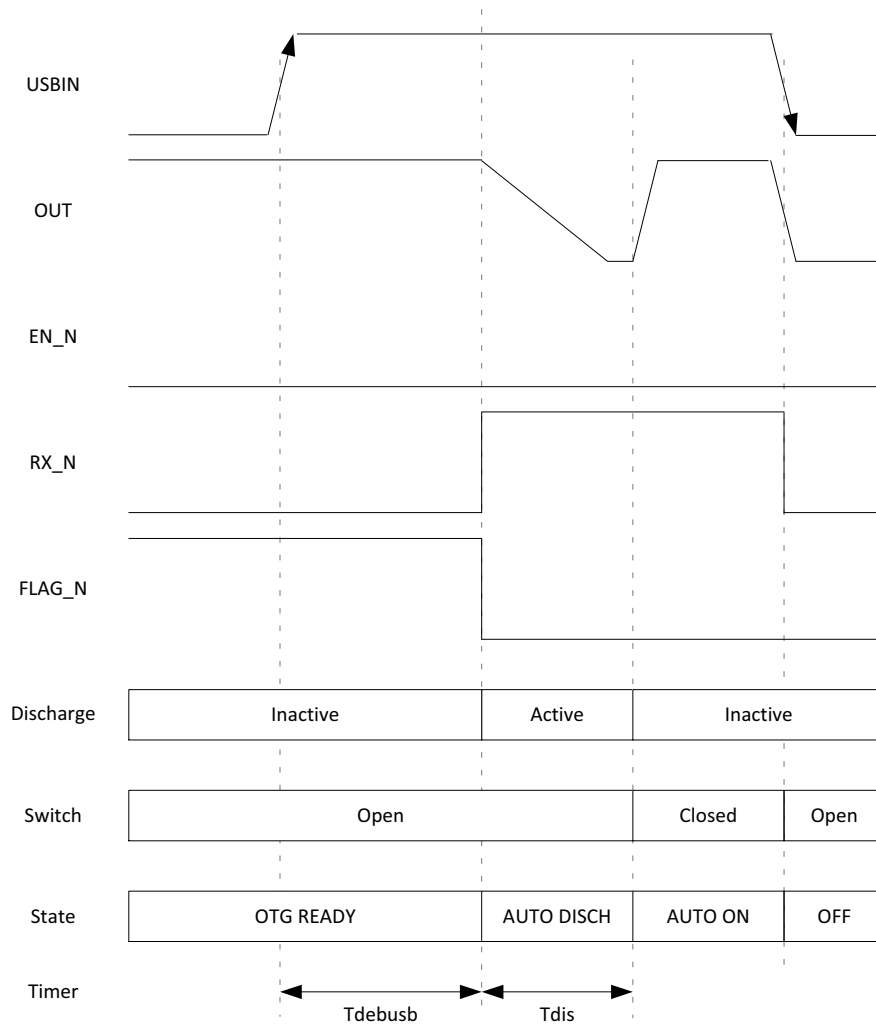 USBIN
OUT
EN_N
RX_N
FLAG_N
Discharge Inactive Active Inactive
Switch Open Closed Open
State OTG READY AUTO DISCH AUTO ON OFF
Timer
Tdebusb Tdis